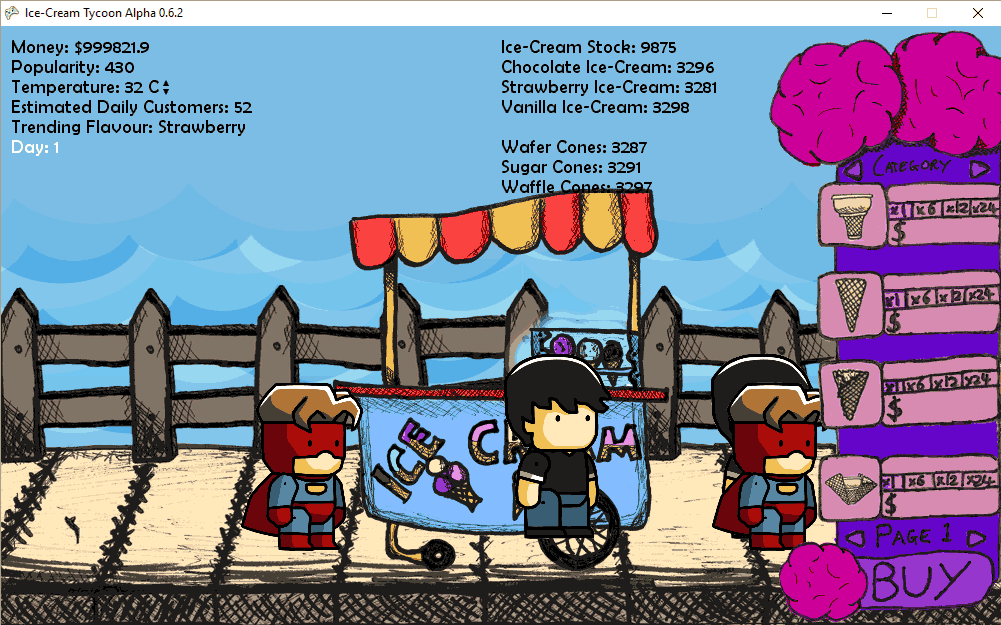 Ice-Cream Tycoon Alpha 0.6.2
Money: $999821.9
Popularity: 430
Temperature: 32 C
Estimated Daily Customers: 52
Trending Flavour: Strawberry
Day: 1
Ice-Cream Stock: 9875
Chocolate Ice-Cream: 3296
Strawberry Ice-Cream: 3281
Vanilla Ice-Cream: 3298
Wafer Cones: 3287
Sugar Cones: 3291
Waffle Cones: 3297
CATEGORY
x1 x6 x12 x24
$
x1 x6 x12 x24
$
x1 x6 x12 x24
$
x1 x6 x12 x24
$
PAGE 1
BUY
ICE